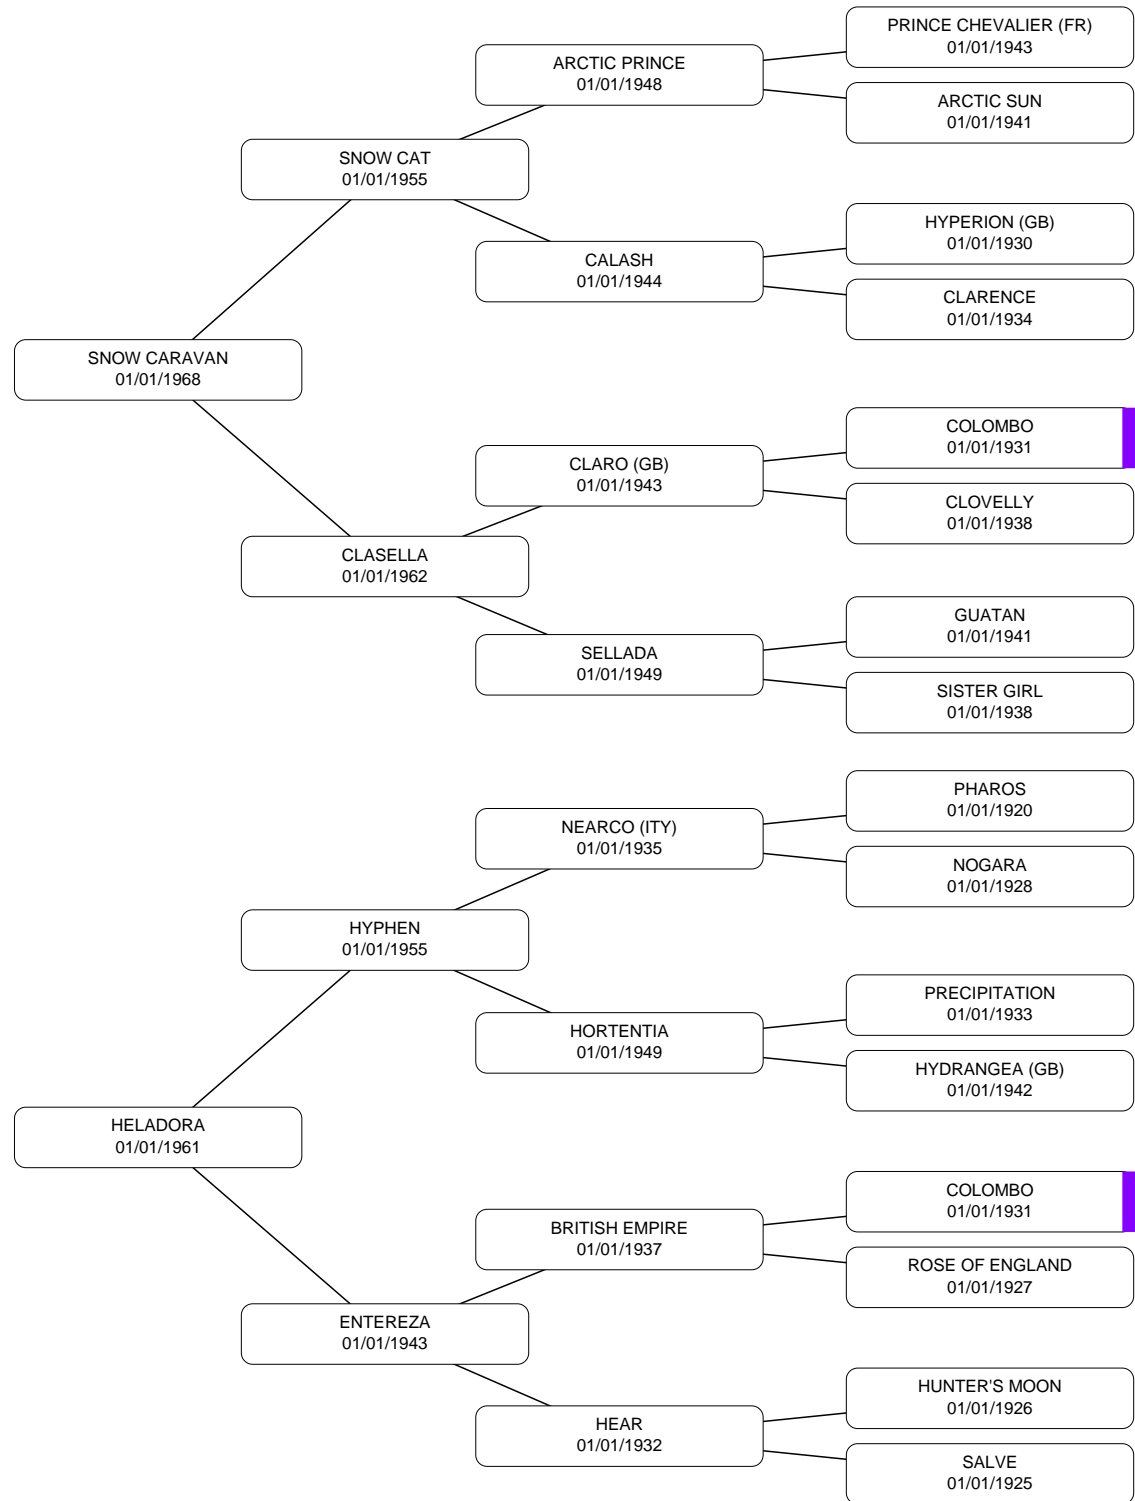 PRINCE CHEVALIER (FR)
01/01/1943
ARCTIC PRINCE
01/01/1948
ARCTIC SUN
01/01/1941
SNOW CAT
01/01/1955
HYPERION (GB)
01/01/1930
CALASH
01/01/1944
CLARENCE
01/01/1934
SNOW CARAVAN
01/01/1968
COLOMBO
01/01/1931
CLARO (GB)
01/01/1943
CLOVELLY
01/01/1938
CLASELLA
01/01/1962
GUATAN
01/01/1941
SELLADA
01/01/1949
SISTER GIRL
01/01/1938
PHAROS
01/01/1920
NEARCO (ITY)
01/01/1935
NOGARA
01/01/1928
HYPHEN
01/01/1955
PRECIPITATION
01/01/1933
HORTENTIA
01/01/1949
HYDRANGEA (GB)
01/01/1942
HELADORA
01/01/1961
COLOMBO
01/01/1931
BRITISH EMPIRE
01/01/1937
ROSE OF ENGLAND
01/01/1927
ENTEREZA
01/01/1943
HUNTER'S MOON
01/01/1926
HEAR
01/01/1932
SALVE
01/01/1925